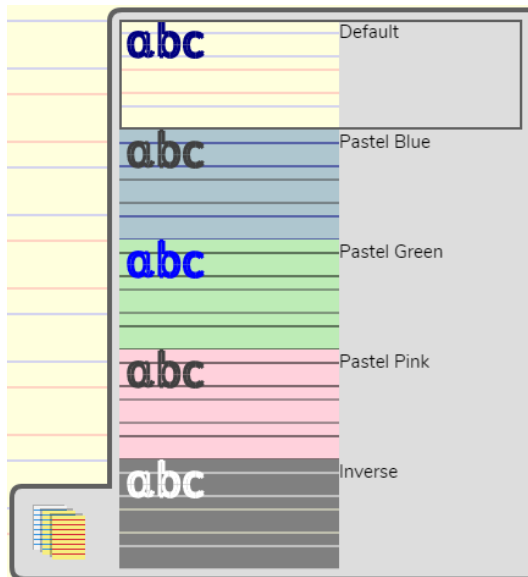 abc Default
abc Pastel Blue
abc Pastel Green
abc Pastel Pink
abc Inverse